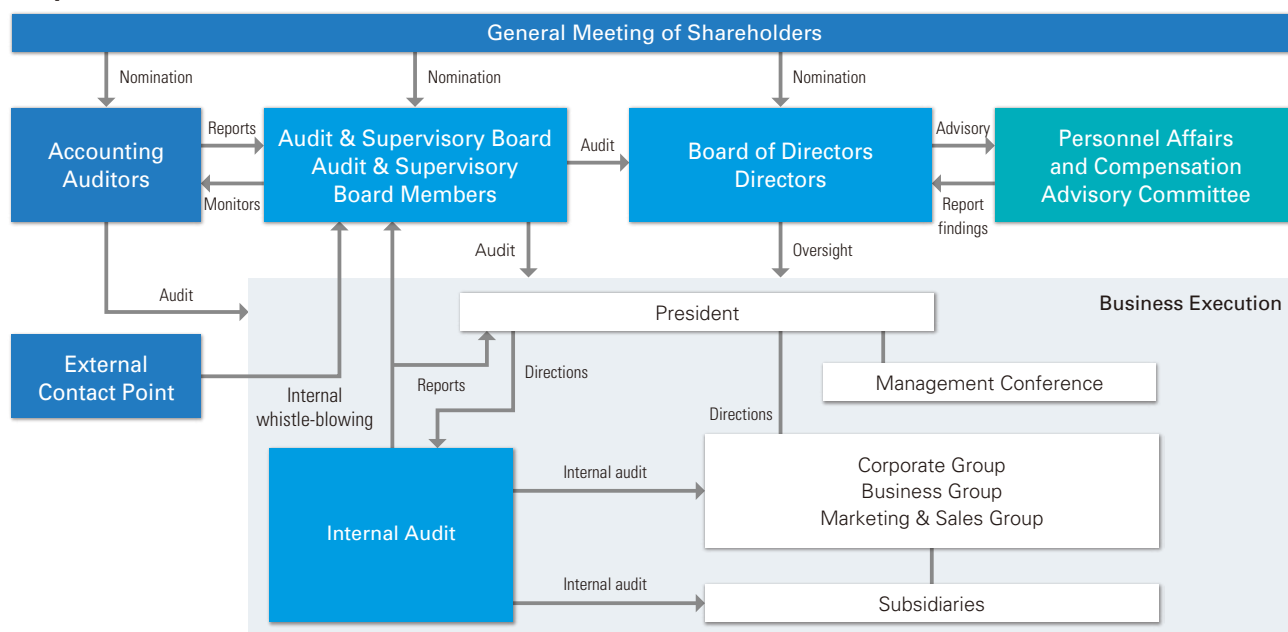 General Meeting of Shareholders
Nomination
Nomination
Nomination
Accounting
Auditors
Reports
Monitors
Audit & Supervisory Board
Audit & Supervisory
Board Members
Audit
Board of Directors
Directors
Advisory
Report
findings
Personnel Affairs
and Compensation
Advisory Committee
Audit
Audit
Oversight
Business Execution
President
External
Contact Point
Internal
whistle-blowing
Reports
Directions
Directions
Management Conference
Internal Audit
Internal audit
Corporate Group
Business Group
Marketing & Sales Group
Internal audit
Subsidiaries